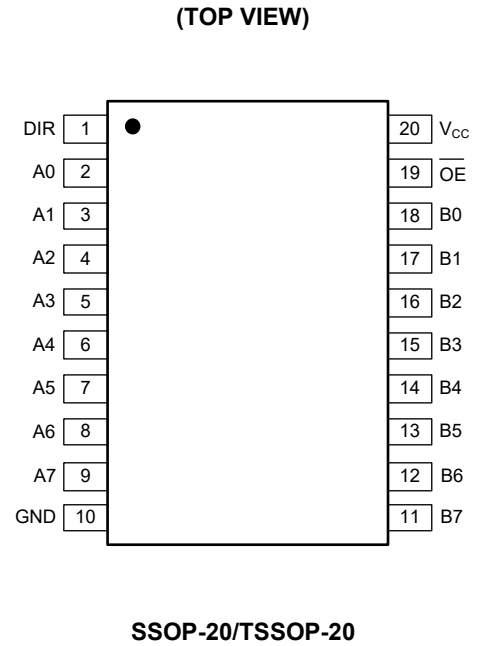 (TOP VIEW)
DIR 1 20 VCC
A0 2 19 O̅E̅
A1 3 18 B0
A2 4 17 B1
A3 5 16 B2
A4 6 15 B3
A5 7 14 B4
A6 8 13 B5
A7 9 12 B6
GND 10 11 B7
SSOP-20/TSSOP-20